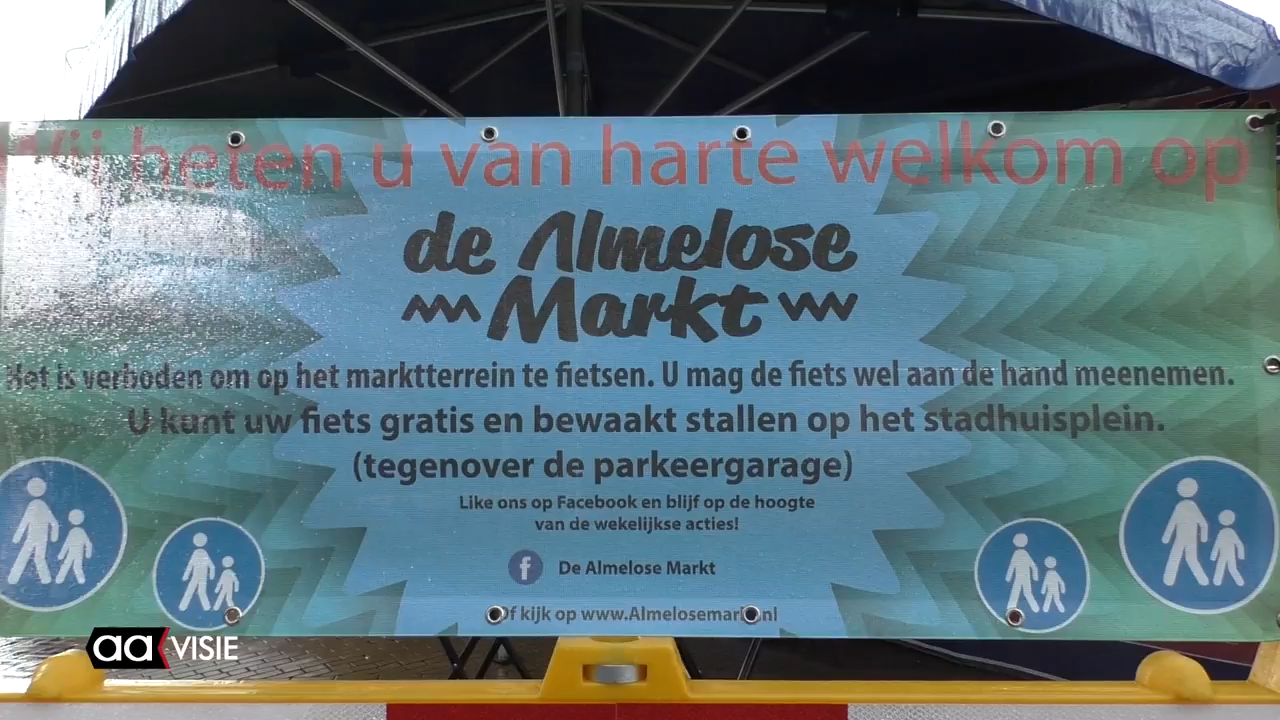 Wij heten u van harte welkom op
de Almelose
Markt
Het is verboden om op het marktterrein te fietsen. U mag de fiets wel aan de hand meenemen.
U kunt uw fiets gratis en bewaakt stallen op het stadhuisplein.
(tegenover de parkeergarage)
Like ons op Facebook en blijf op de hoogte
van de wekelijkse acties!
f De Almelose Markt
Of kijk op www.Almelosemarkt.nl
aa VISIE